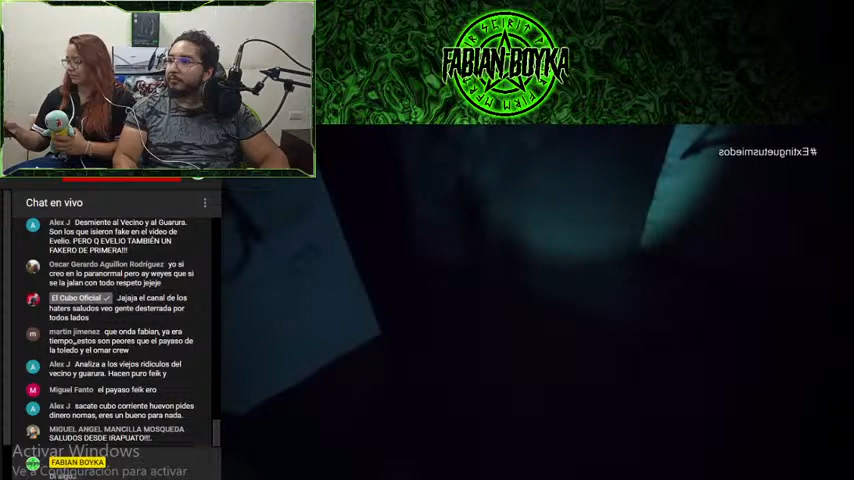 FABIAN BOYKA
#Extinguetusmiedos
Chat en vivo
Alex J Desmiente al Vecino y al Guarura.
Son los que isieron fake en el video de
Evelio. PERO Q EVELIO TAMBIÉN UN
FAKERO DE PRIMERA!!!
Oscar Gerardo Aguillon Rodríguez yo si
creo en lo paranormal pero ay weyes que si
se la jalan con todo respeto jejeje
El Cubo Oficial ✓ Jajaja el canal de los
haters saludos veo gente desterrada por
todos lados
martin jimenez que onda fabian, ya era
tiempo,,,estos son peores que el payaso de
la toledo y el omar crew
Alex J Analiza a los viejos ridiculos del
vecino y guarura. Hacen puro feik y
Miguel Fanto el payaso feik ero
Alex J sacate cubo corriente huevon pides
dinero nomas, eres un bueno para nada.
MIGUEL ANGEL MANCILLA MOSQUEDA
SALUDOS DESDE IRAPUATO!!!.
Activar Windows
FABIAN BOYKA
Ve a Configuración para activar
Di algo...